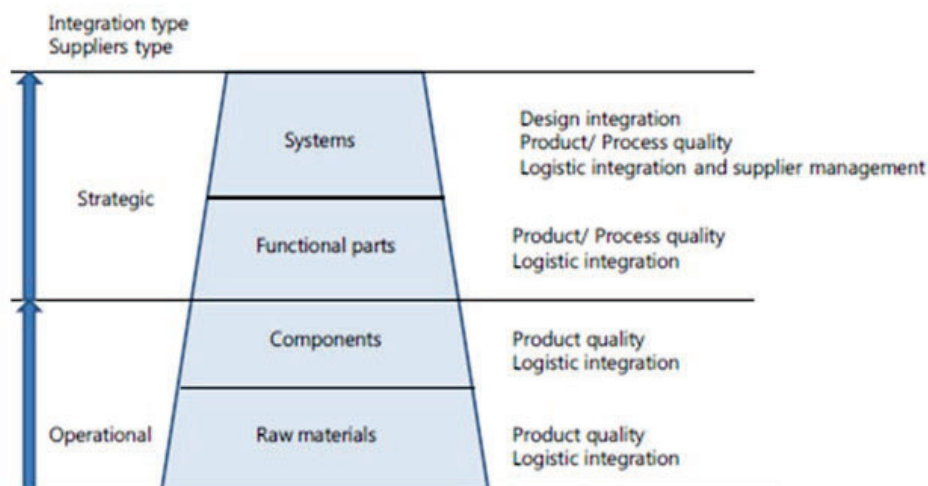 Integration type
Suppliers type
Systems
Design integration
Product/ Process quality
Logistic integration and supplier management
Strategic
Functional parts
Product/ Process quality
Logistic integration
Components
Product quality
Logistic integration
Operational
Raw materials
Product quality
Logistic integration